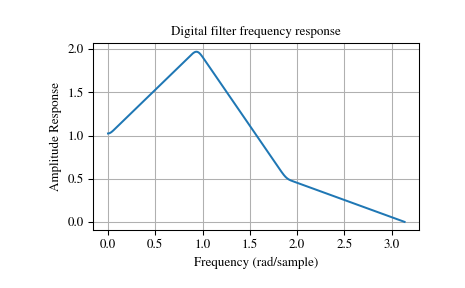 Digital filter frequency response
Amplitude Response
2.0
1.5
1.0
0.5
0.0
0.0 0.5 1.0 1.5 2.0 2.5 3.0
Frequency (rad/sample)